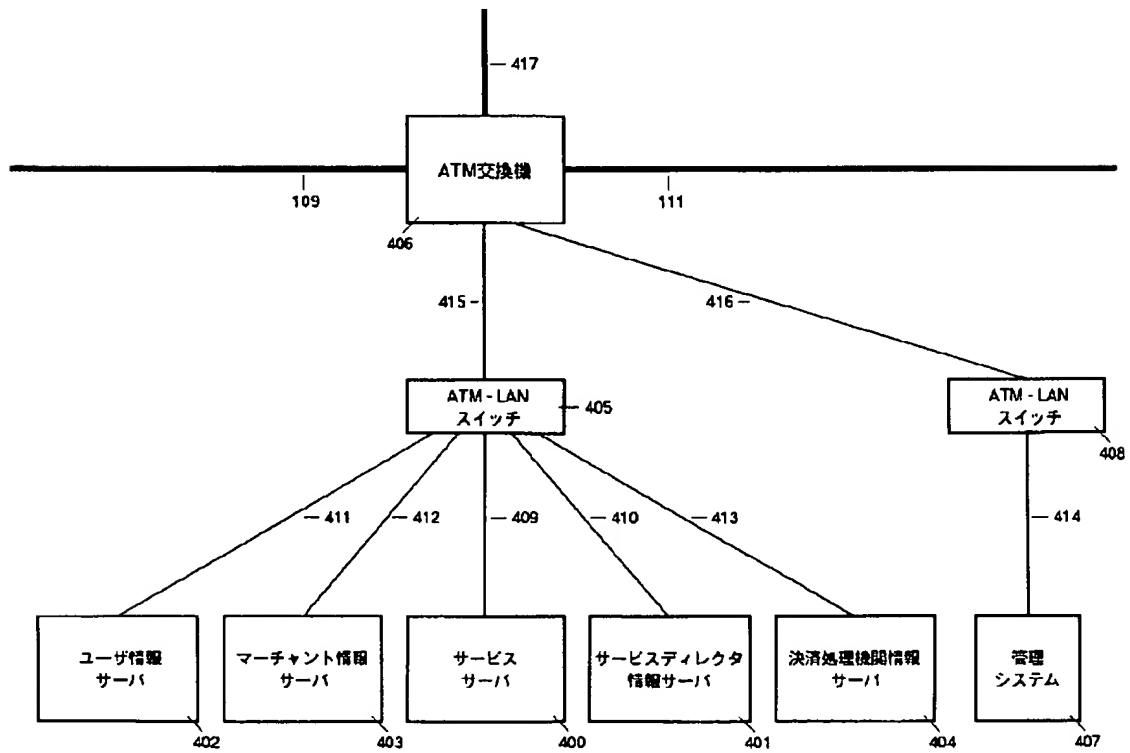 417
ATM交換機
109
111
406
415
416
ATM - LAN
スイッチ
405
ATM - LAN
スイッチ
408
411
412
409
410
413
414
ユーザ情報
サーバ
マーチャント情報
サーバ
サービス
サーバ
サービスディレクタ
情報サーバ
決済処理機関情報
サーバ
管理
システム
402
403
400
401
404
407